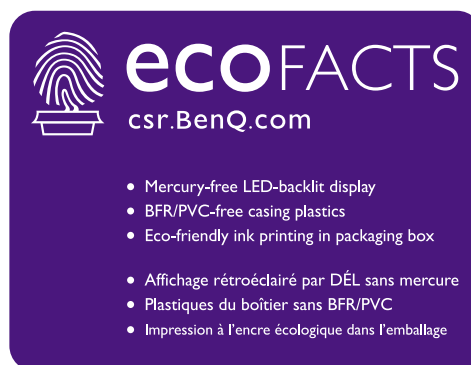 ecoFACTS
csr.BenQ.com
• Mercury-free LED-backlit display
• BFR/PVC-free casing plastics
• Eco-friendly ink printing in packaging box
• Affichage rétroéclairé par DÉL sans mercure
• Plastiques du boîtier sans BFR/PVC
• Impression à l'encre écologique dans l'emballage